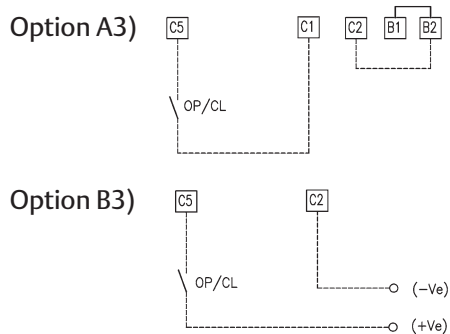 Option A3) C5 C1 C2 B1 B2
OP/CL
Option B3) C5 C2
OP/CL (−Ve)
(+Ve)